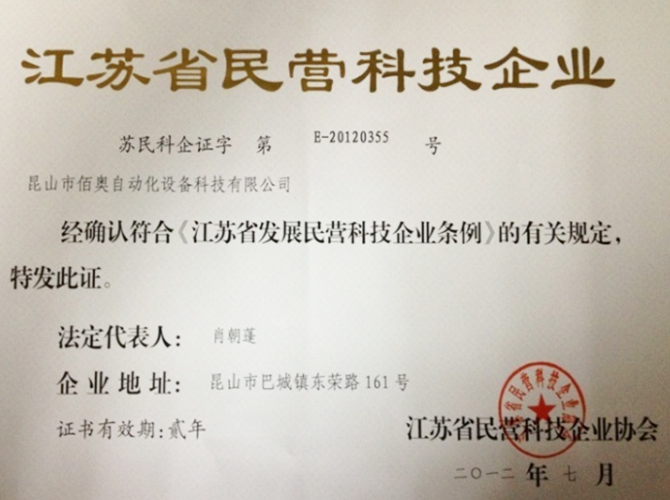 江苏省民营科技企业
苏民科企证字 第 E-20120355 号
昆山市佰奥自动化设备科技有限公司
经确认符合《江苏省发展民营科技企业条例》的有关规定,
特发此证。
法定代表人: 肖朝蓬
企业地址: 昆山市巴城镇东荣路161号
证书有效期:贰年
江苏省民营科技企业协会
二〇一二 年 七 月